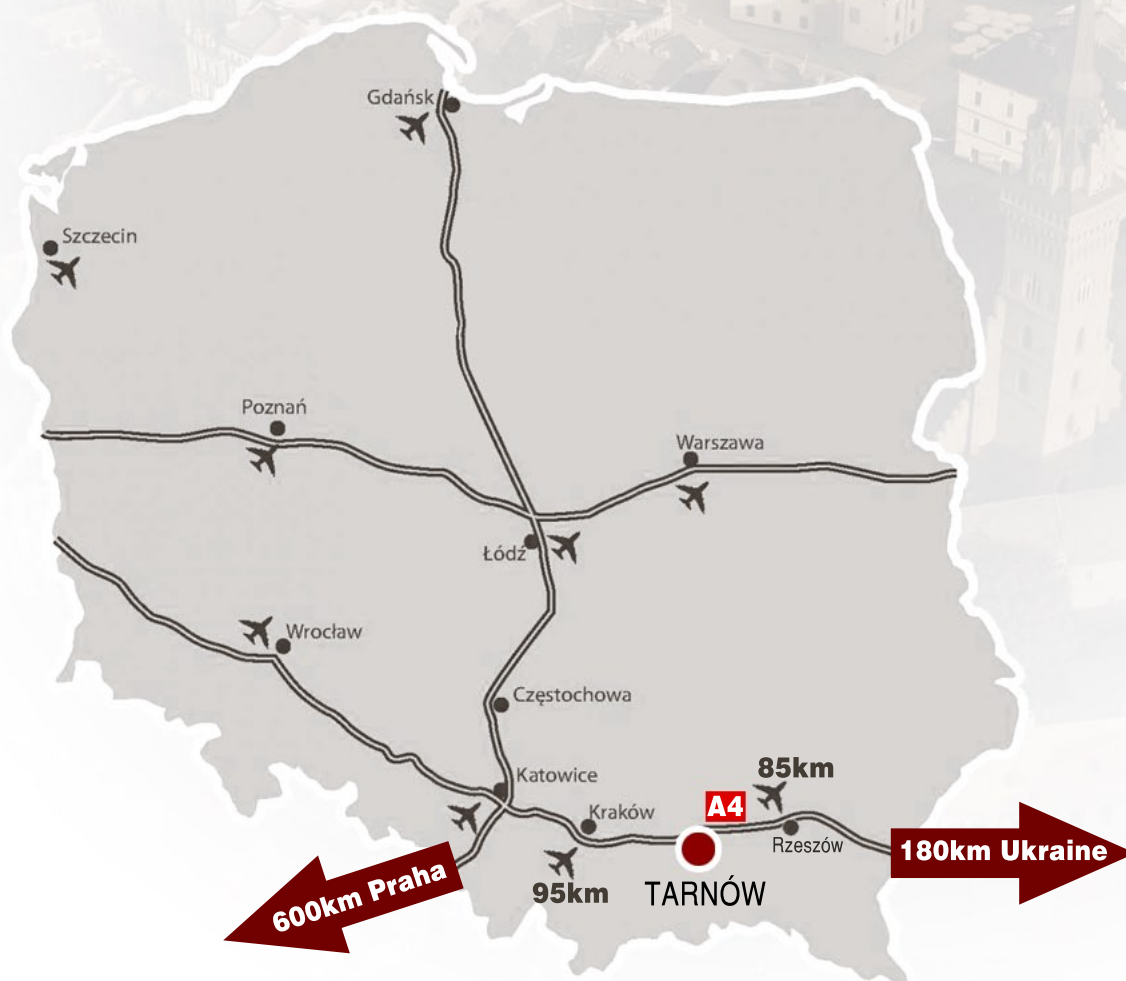 Gdańsk
Szczecin
Poznań
Warszawa
Łódź
Wrocław
Częstochowa
Katowice
85km
A4
Kraków
Rzeszów
180km Ukraine
600km Praha
95km
TARNÓW